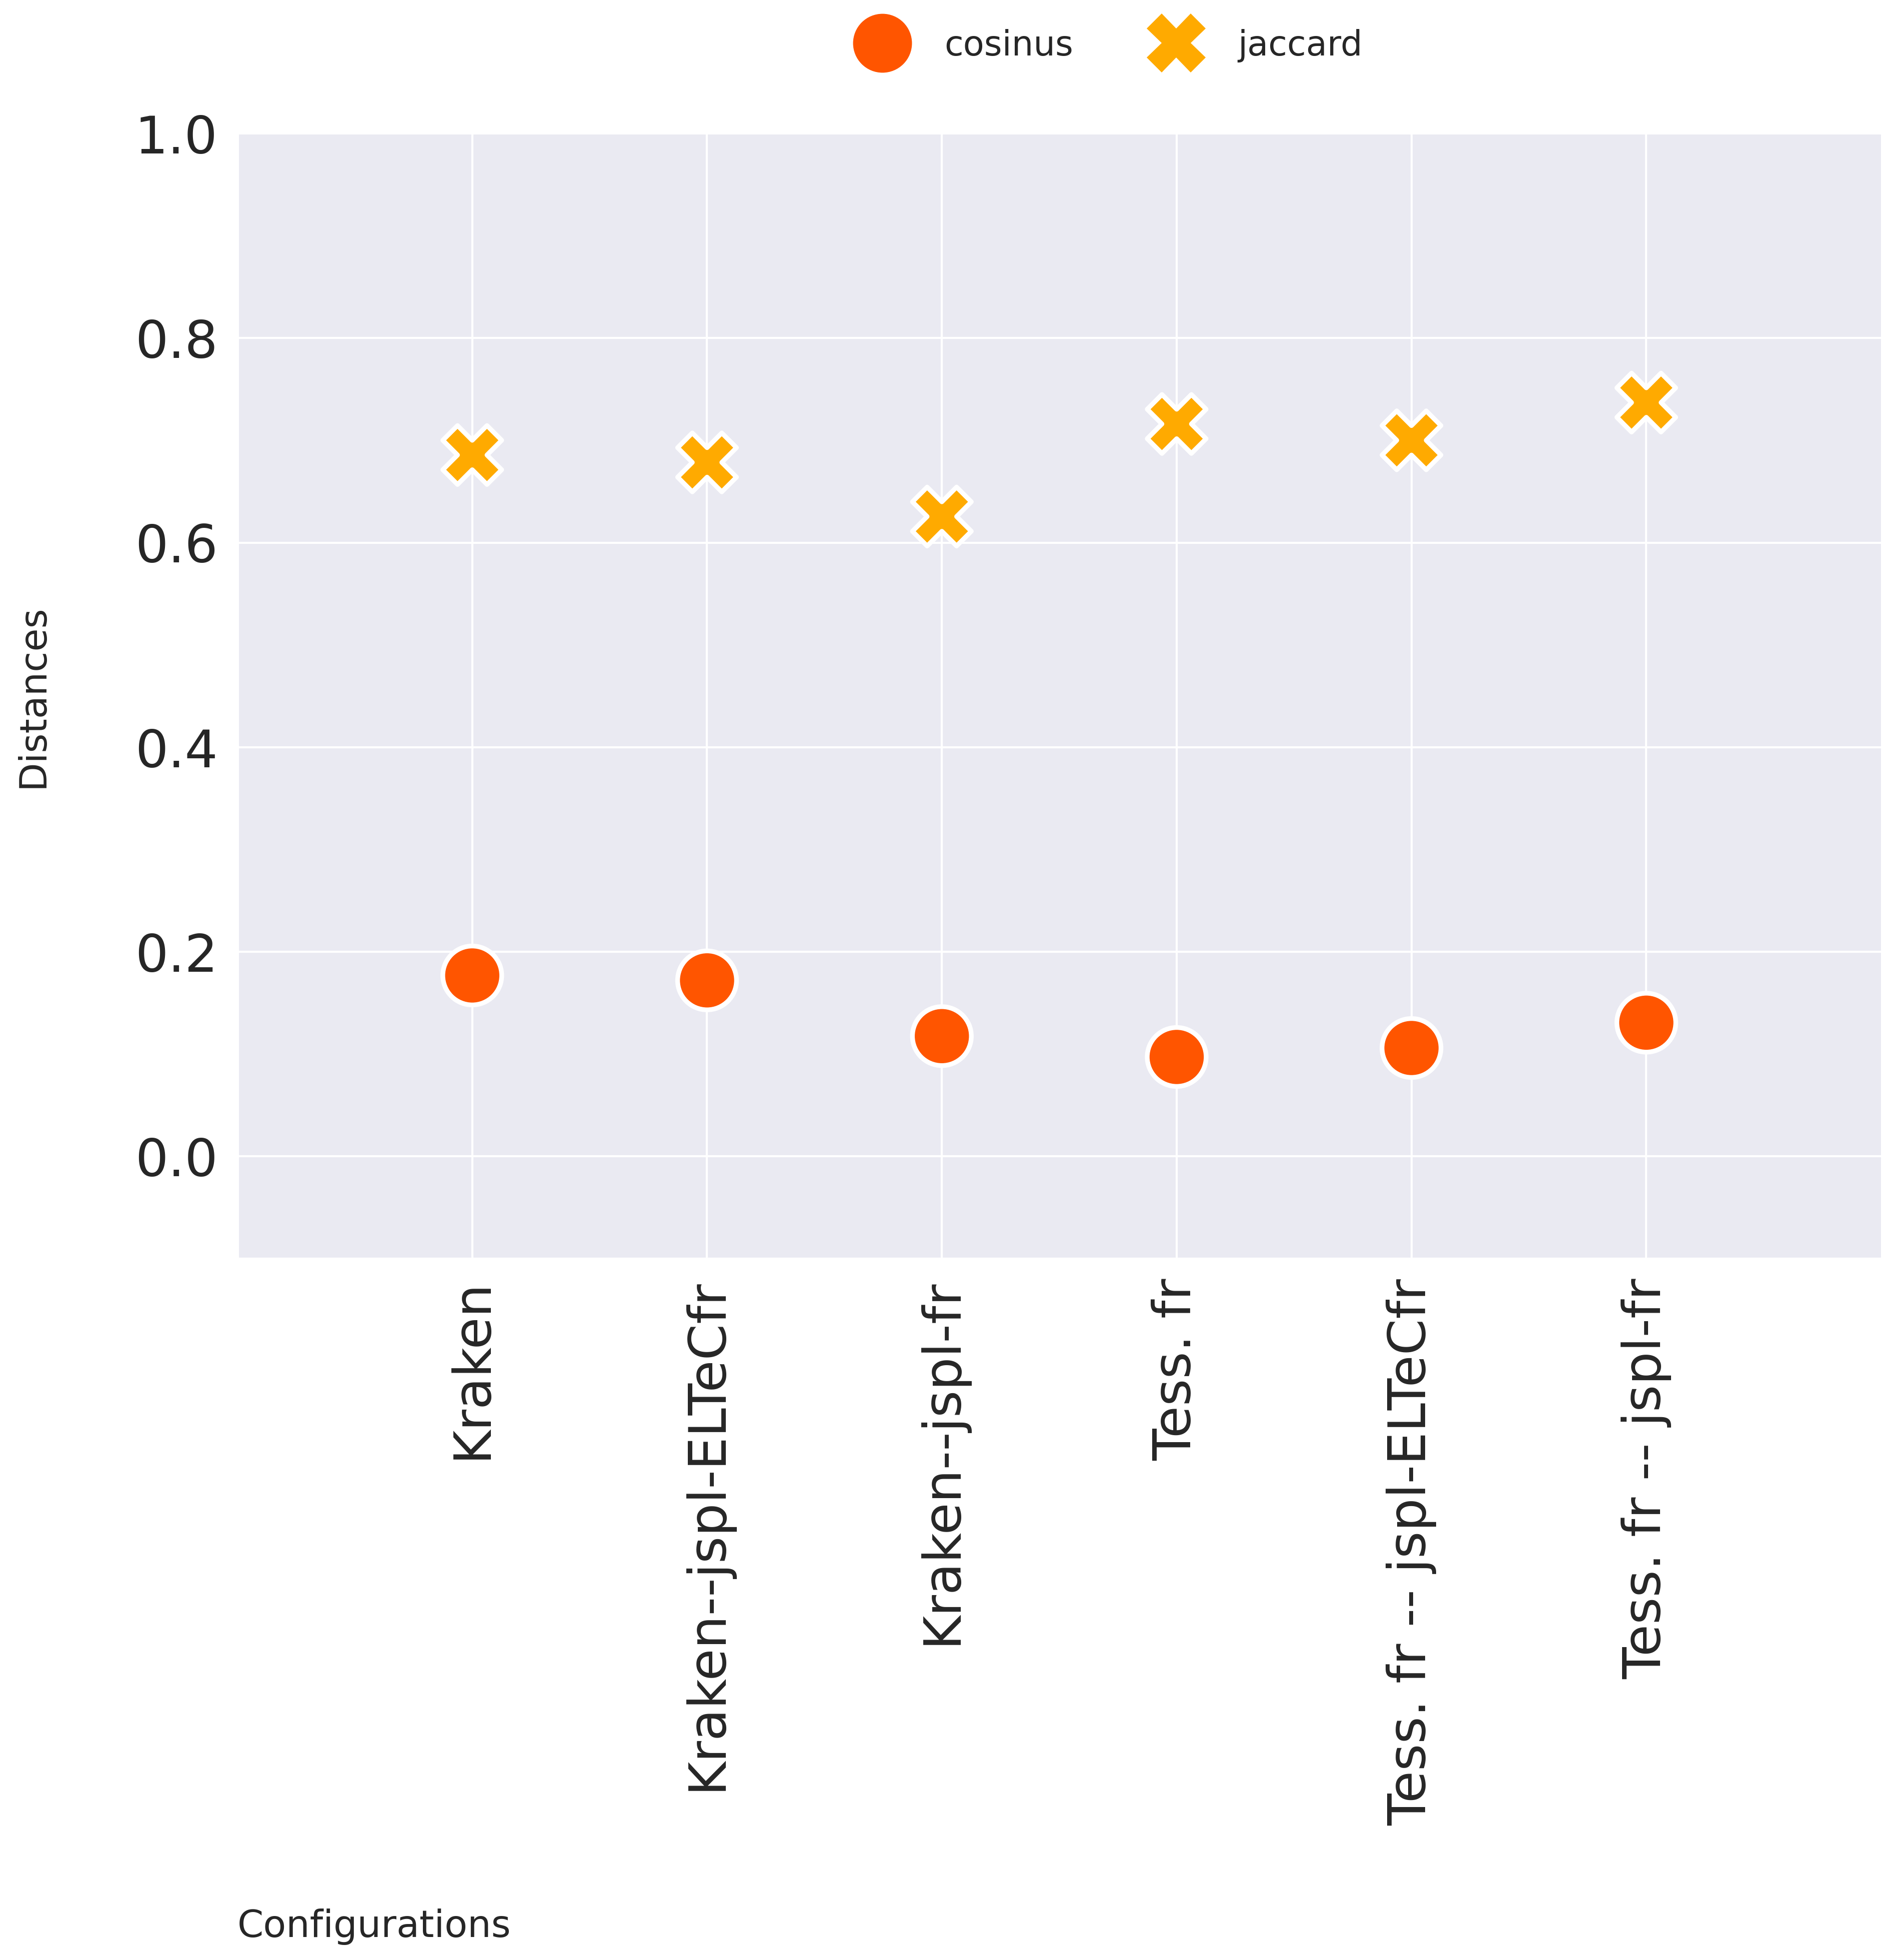 cosinus jaccard
1.0
0.8
0.6
0.4
0.2
0.0
Distances
Kraken
Kraken--jspl-ELTeCfr
Kraken--jspl-fr
Tess. fr
Tess. fr -- jspl-ELTeCfr
Tess. fr -- jspl-fr
Configurations